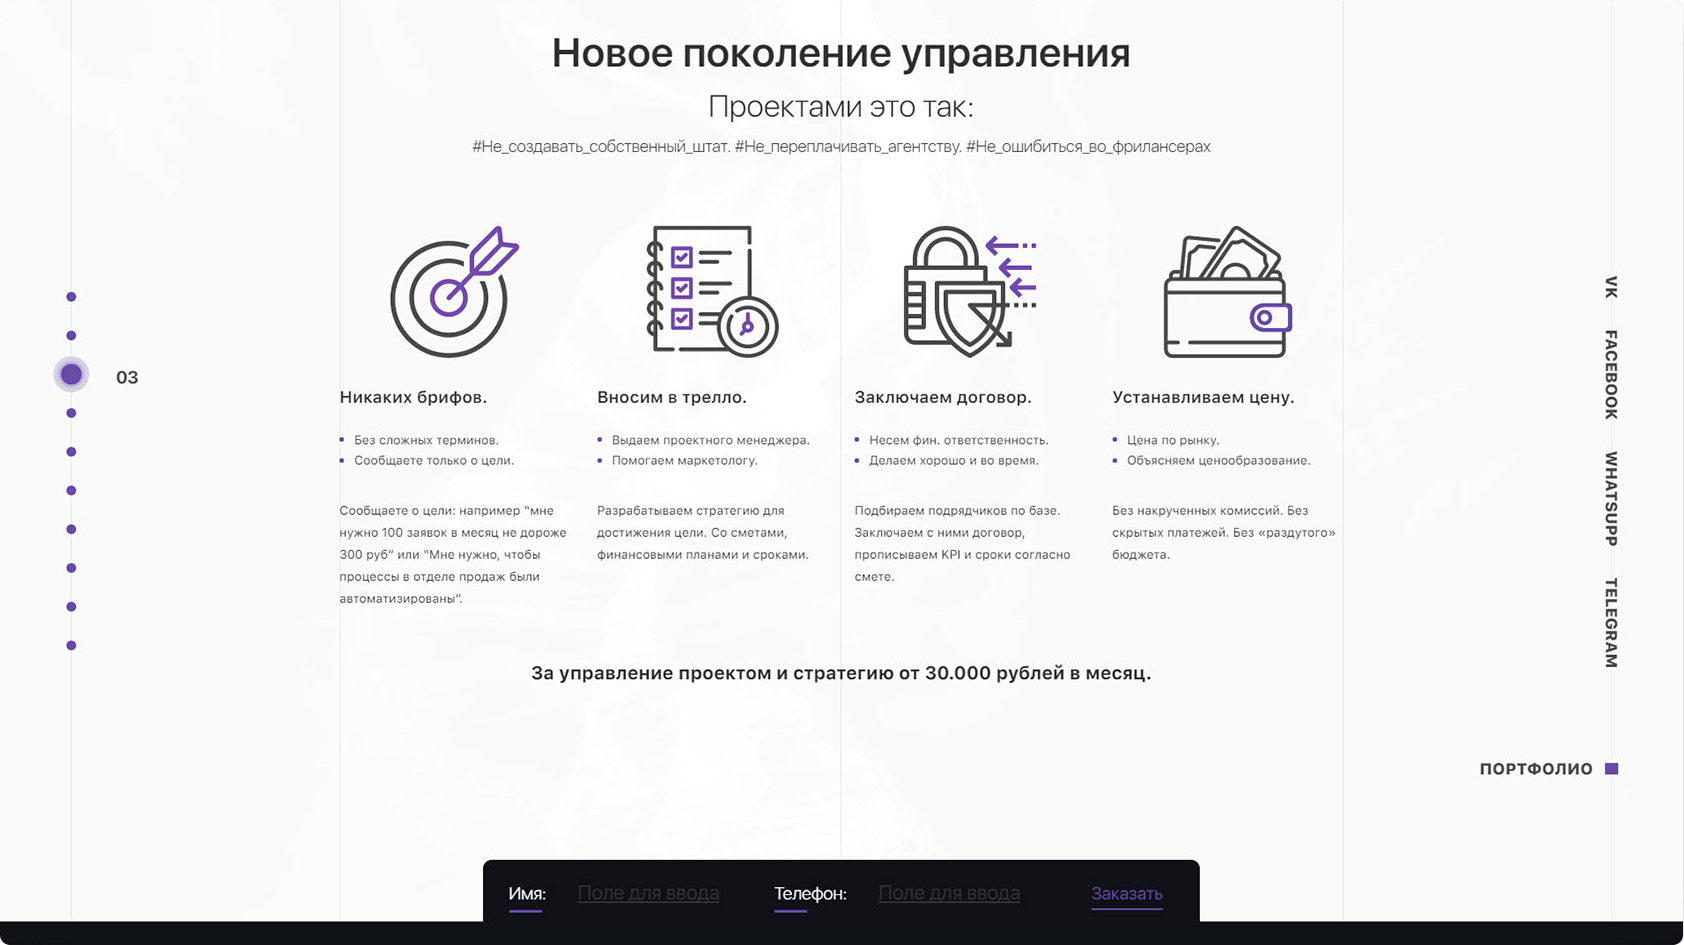 Новое поколение управления
Проектами это так:
#Не_создавать_собственный_штат. #Не_переплачивать_агентству. #Не_ошибиться_во_фрилансерах
03
Никаких брифов.
Без сложных терминов.
Сообщаете только о цели.
Сообщаете о цели: например “мне
нужно 100 заявок в месяц не дороже
300 руб” или “Мне нужно, чтобы
процессы в отделе продаж были
автоматизированы”.
Вносим в трелло.
Выдаем проектного менеджера.
Помогаем маркетологу.
Разрабатываем стратегию для
достижения цели. Со сметами,
финансовыми планами и сроками.
Заключаем договор.
Несем фин. ответственность.
Делаем хорошо и во время.
Подбираем подрядчиков по базе.
Заключаем с ними договор,
прописываем KPI и сроки согласно
смете.
Устанавливаем цену.
Цена по рынку.
Объясняем ценообразование.
Без накрученных комиссий. Без
скрытых платежей. Без «раздутого»
бюджета.
За управление проектом и стратегию от 30.000 рублей в месяц.
VK
FACEBOOK
WHATSUPP
TELEGRAM
ПОРТФОЛИО
Имя: Поле для ввода Телефон: Поле для ввода Заказать